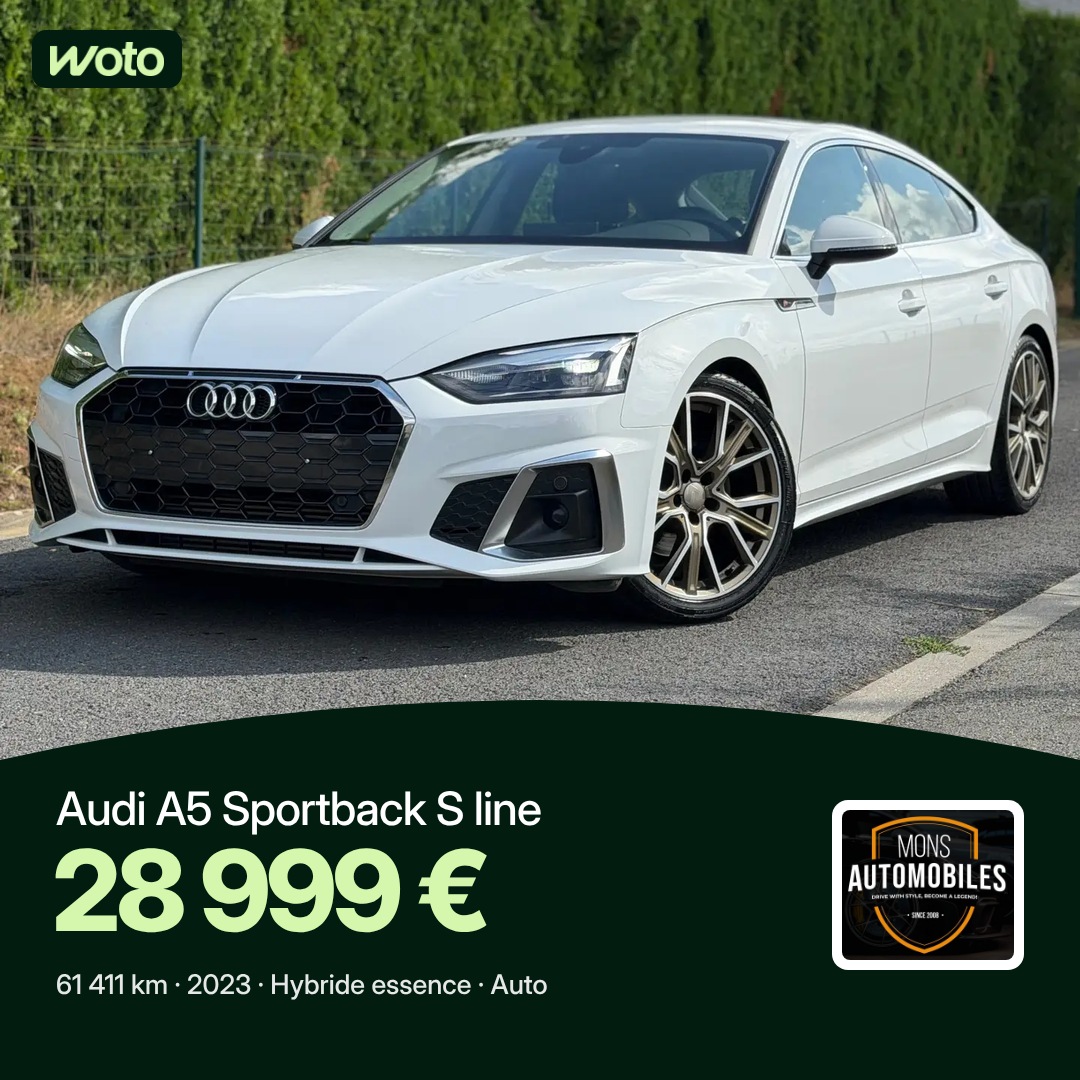 woto
Audi A5 Sportback S line
28 999 €
61 411 km · 2023 · Hybride essence · Auto
MONS
AUTOMOBILES
DRIVE WITH STYLE, BECOME A LEGEND!
· SINCE 2008 ·